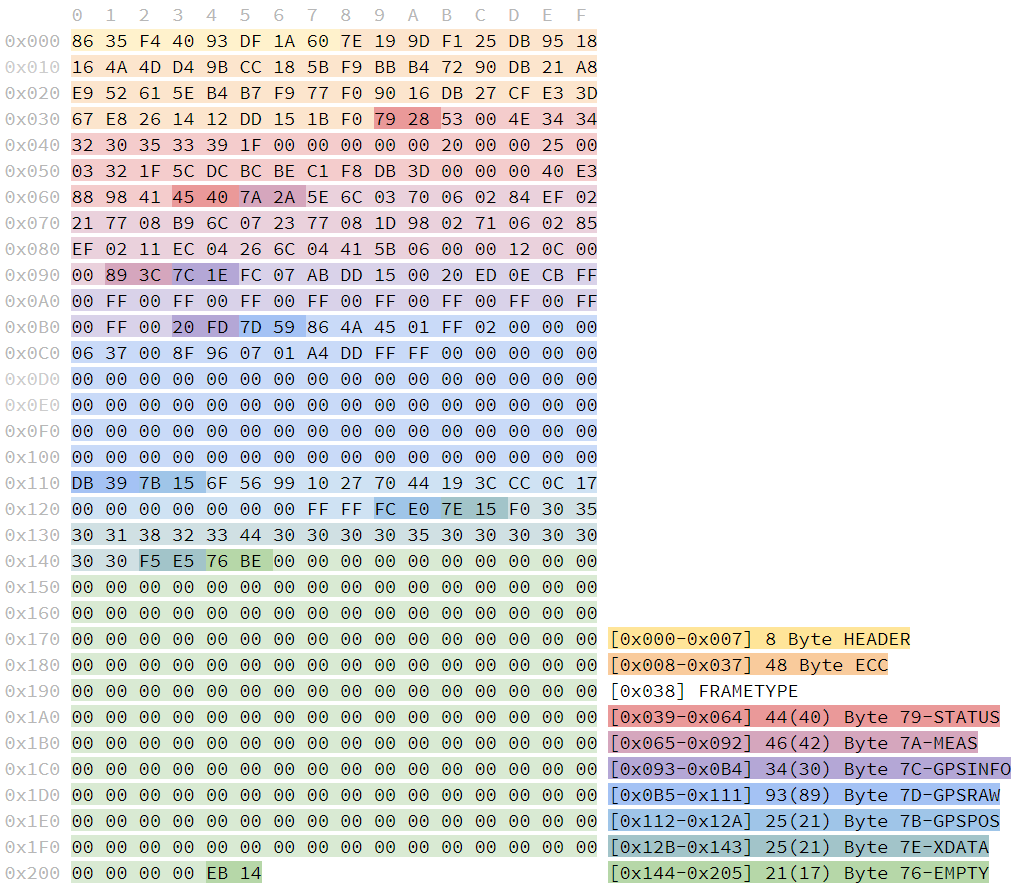 0 1 2 3 4 5 6 7 8 9 A B C D E F
0x000 86 35 F4 40 93 DF 1A 60 7E 19 9D F1 25 DB 95 18
0x010 16 4A 4D D4 9B CC 18 5B F9 BB B4 72 90 DB 21 A8
0x020 E9 52 61 5E B4 B7 F9 77 F0 90 16 DB 27 CF E3 3D
0x030 67 E8 26 14 12 DD 15 1B F0 79 28 53 00 4E 34 34
0x040 32 30 35 33 39 1F 00 00 00 00 00 20 00 00 25 00
0x050 03 32 1F 5C DC BC BE C1 F8 DB 3D 00 00 00 40 E3
0x060 88 98 41 45 40 7A 2A 5E 6C 03 70 06 02 84 EF 02
0x070 21 77 08 B9 6C 07 23 77 08 1D 98 02 71 06 02 85
0x080 EF 02 11 EC 04 26 6C 04 41 5B 06 00 00 12 0C 00
0x090 00 89 3C 7C 1E FC 07 AB DD 15 00 20 ED 0E CB FF
0x0A0 00 FF 00 FF 00 FF 00 FF 00 FF 00 FF 00 FF 00 FF
0x0B0 00 FF 00 20 FD 7D 59 86 4A 45 01 FF 02 00 00 00
0x0C0 06 37 00 8F 96 07 01 A4 DD FF FF 00 00 00 00 00
0x0D0 00 00 00 00 00 00 00 00 00 00 00 00 00 00 00 00
0x0E0 00 00 00 00 00 00 00 00 00 00 00 00 00 00 00 00
0x0F0 00 00 00 00 00 00 00 00 00 00 00 00 00 00 00 00
0x100 00 00 00 00 00 00 00 00 00 00 00 00 00 00 00 00
0x110 DB 39 7B 15 6F 56 99 10 27 70 44 19 3C CC 0C 17
0x120 00 00 00 00 00 00 00 FF FF FC E0 7E 15 F0 30 35
0x130 30 31 38 32 33 44 30 30 30 30 35 30 30 30 30 30
0x140 30 30 F5 E5 76 BE 00 00 00 00 00 00 00 00 00 00
0x150 00 00 00 00 00 00 00 00 00 00 00 00 00 00 00 00
0x160 00 00 00 00 00 00 00 00 00 00 00 00 00 00 00 00
0x170 00 00 00 00 00 00 00 00 00 00 00 00 00 00 00 00 [0x000-0x007] 8 Byte HEADER
0x180 00 00 00 00 00 00 00 00 00 00 00 00 00 00 00 00 [0x008-0x037] 48 Byte ECC
0x190 00 00 00 00 00 00 00 00 00 00 00 00 00 00 00 00 [0x038] FRAMETYPE
0x1A0 00 00 00 00 00 00 00 00 00 00 00 00 00 00 00 00 [0x039-0x064] 44(40) Byte 79-STATUS
0x1B0 00 00 00 00 00 00 00 00 00 00 00 00 00 00 00 00 [0x065-0x092] 46(42) Byte 7A-MEAS
0x1C0 00 00 00 00 00 00 00 00 00 00 00 00 00 00 00 00 [0x093-0x0B4] 34(30) Byte 7C-GPSINFO
0x1D0 00 00 00 00 00 00 00 00 00 00 00 00 00 00 00 00 [0x0B5-0x111] 93(89) Byte 7D-GPSRAW
0x1E0 00 00 00 00 00 00 00 00 00 00 00 00 00 00 00 00 [0x112-0x12A] 25(21) Byte 7B-GPSPOS
0x1F0 00 00 00 00 00 00 00 00 00 00 00 00 00 00 00 00 [0x12B-0x143] 25(21) Byte 7E-XDATA
0x200 00 00 00 00 EB 14 [0x144-0x205] 21(17) Byte 76-EMPTY